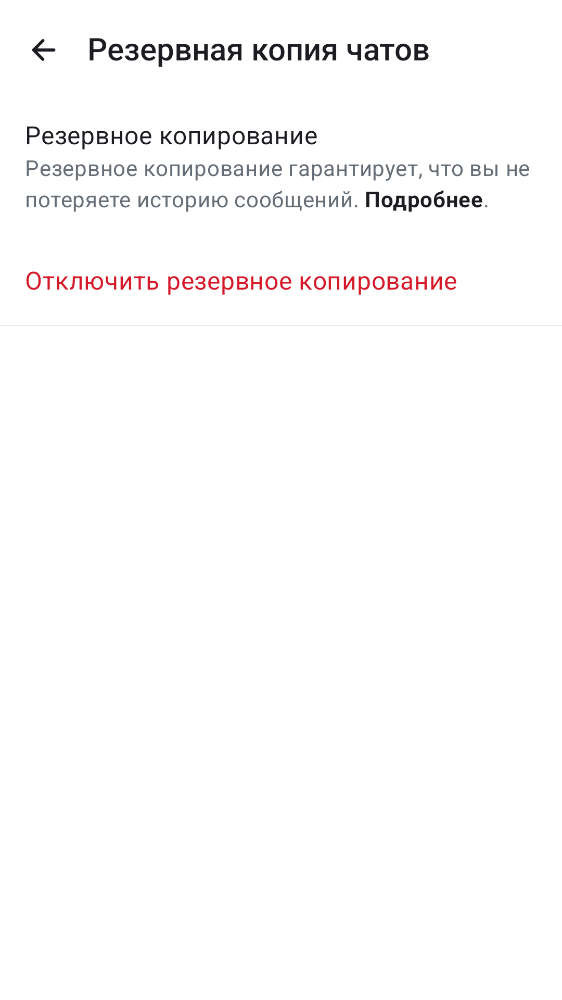 Резервная копия чатов
Резервное копирование
Резервное копирование гарантирует, что вы не
потеряете историю сообщений. Подробнее.
Отключить резервное копирование